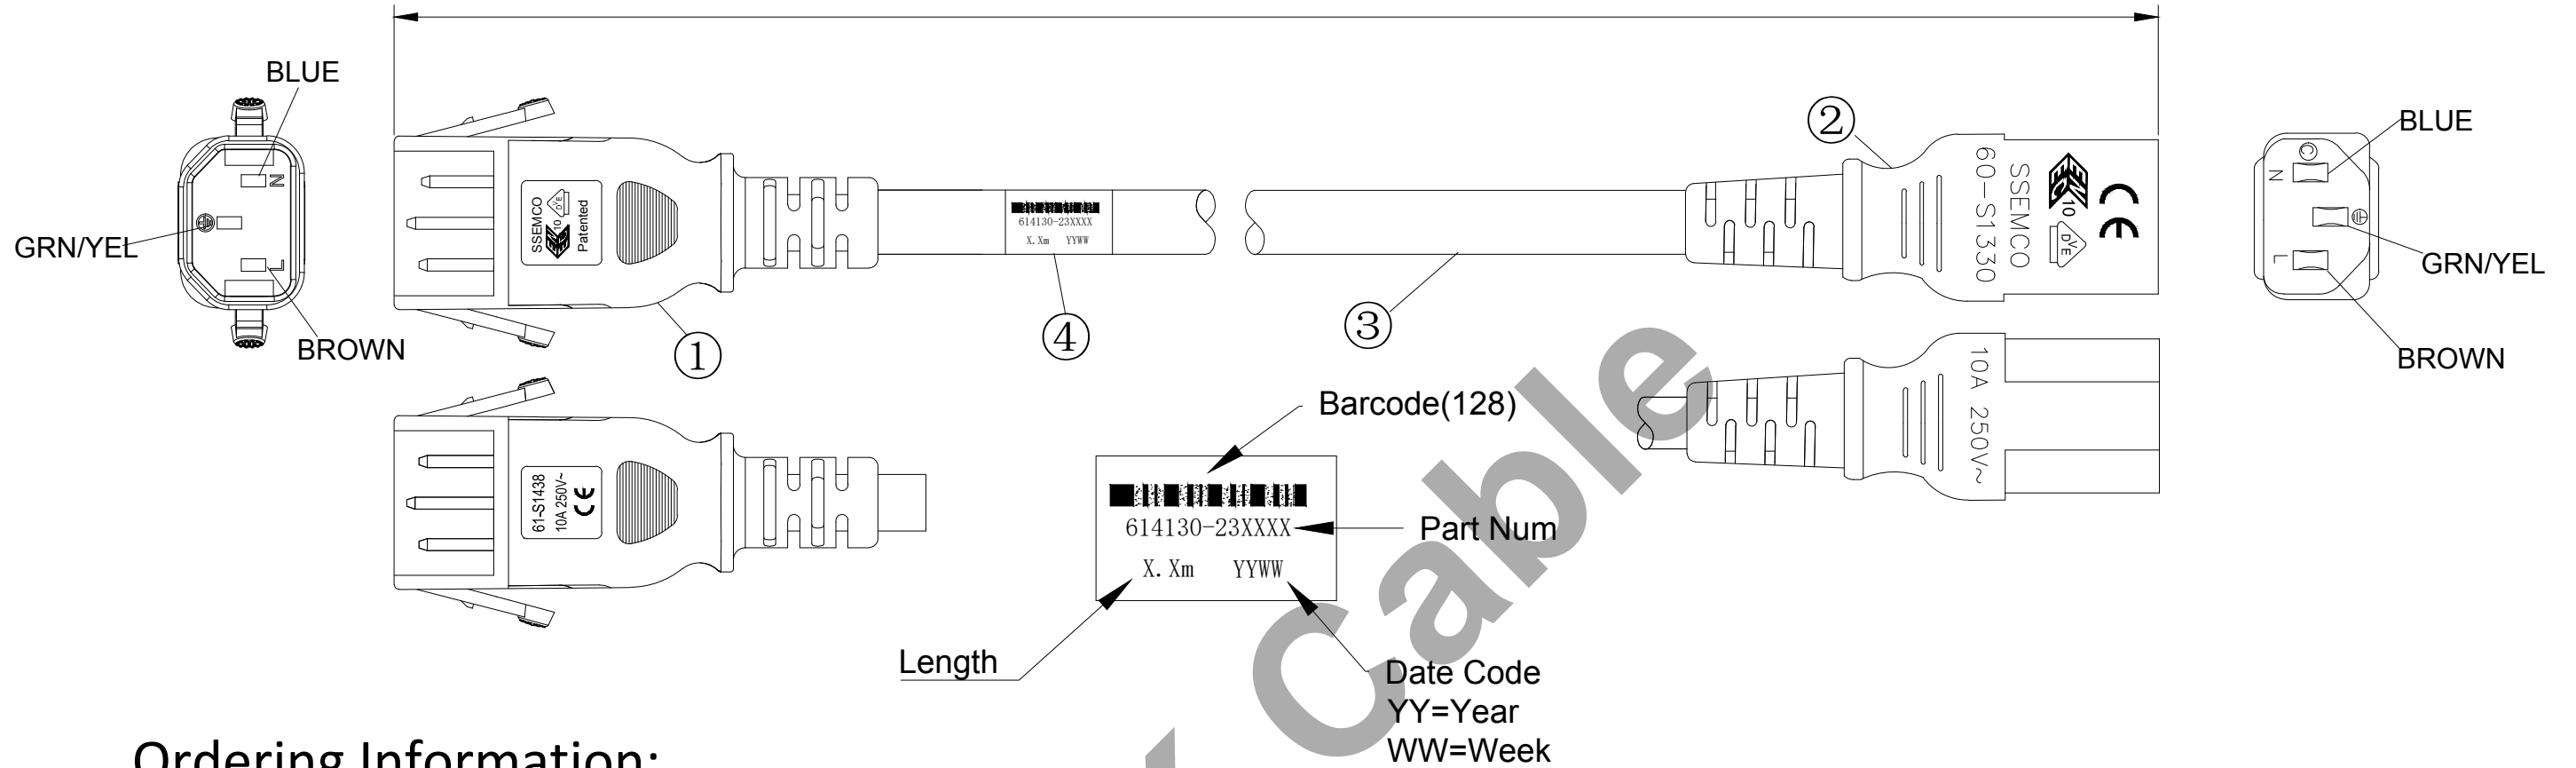 BLUE
N
GRN/YEL
L
BROWN
SSEMCO
10
VDE
Patented
614130-23XXXX
X.Xm YYWW
①
④
③
②
60-S1330
SSEMCO
10
VDE
CE
BLUE
C
N
GRN/YEL
L
BROWN
61-S1438
10A 250V~
CE
10A 250V~
Barcode(128)
614130-23XXXX
Part Num
X.Xm YYWW
Length
Date Code
YY=Year
WW=Week
Cable
Ordering Information: